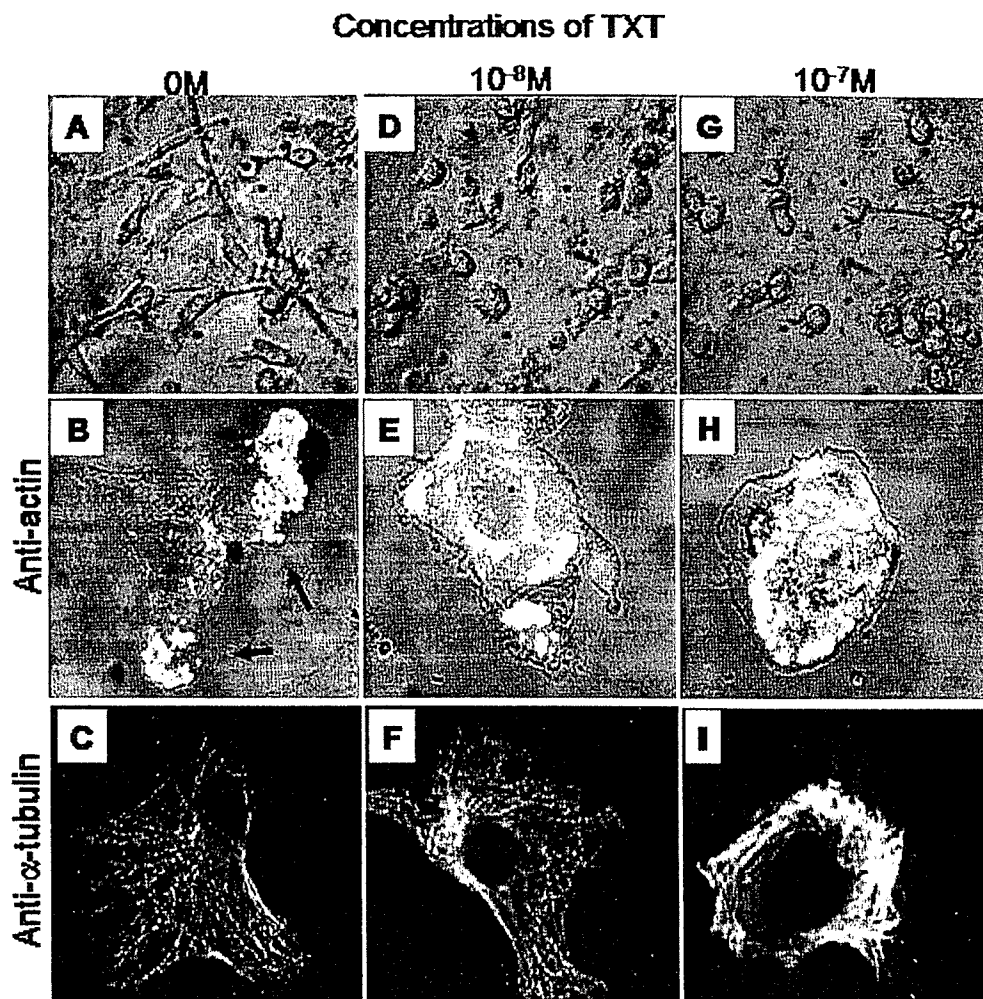 Concentrations of TXT
0M 10⁻⁸M 10⁻⁷M
A D G
Anti-actin
B E H
Anti-α-tubulin
C F I